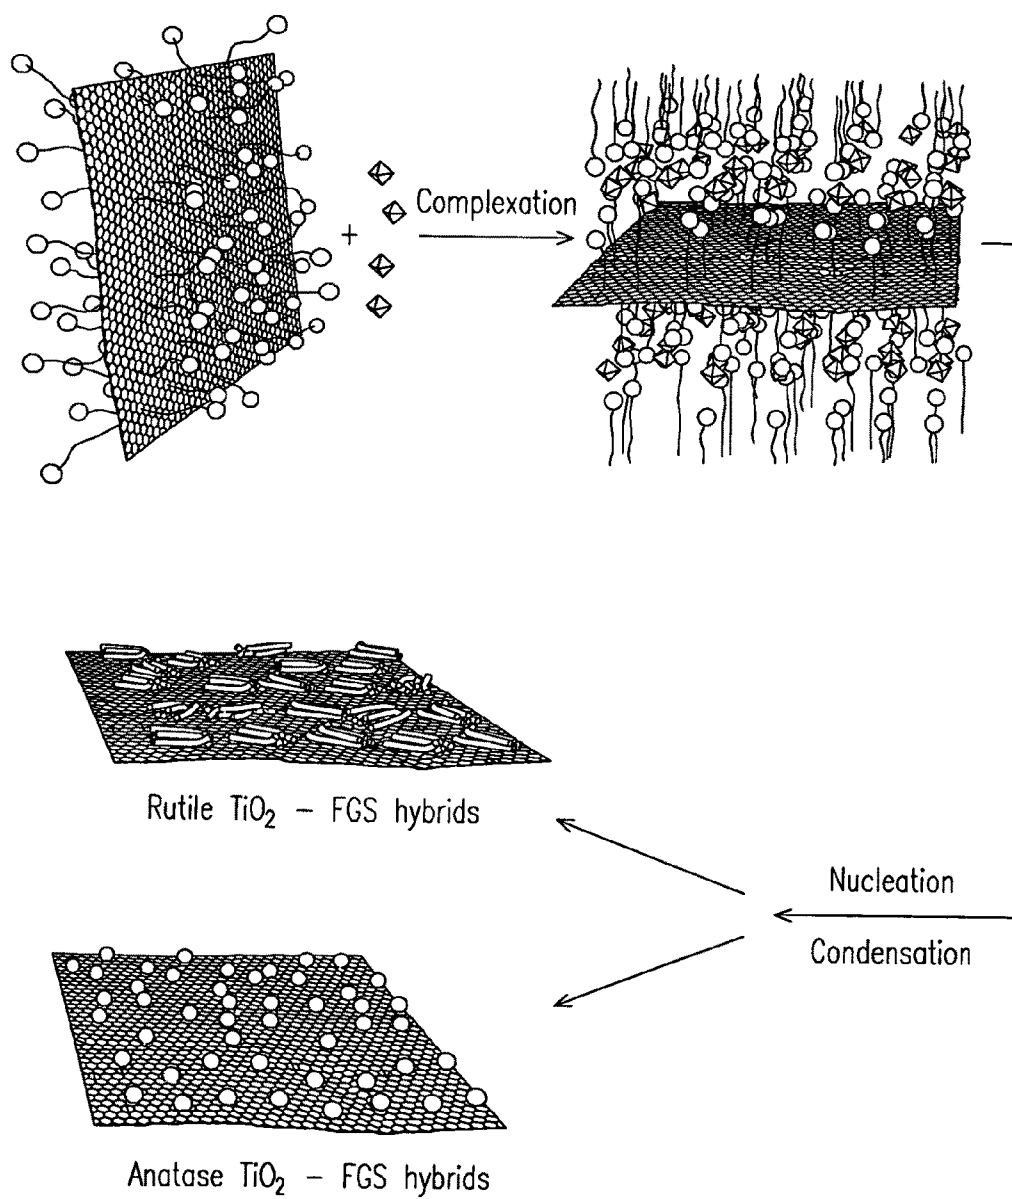 +
Complexation
Rutile TiO₂ – FGS hybrids
Nucleation
Condensation
Anatase TiO₂ – FGS hybrids